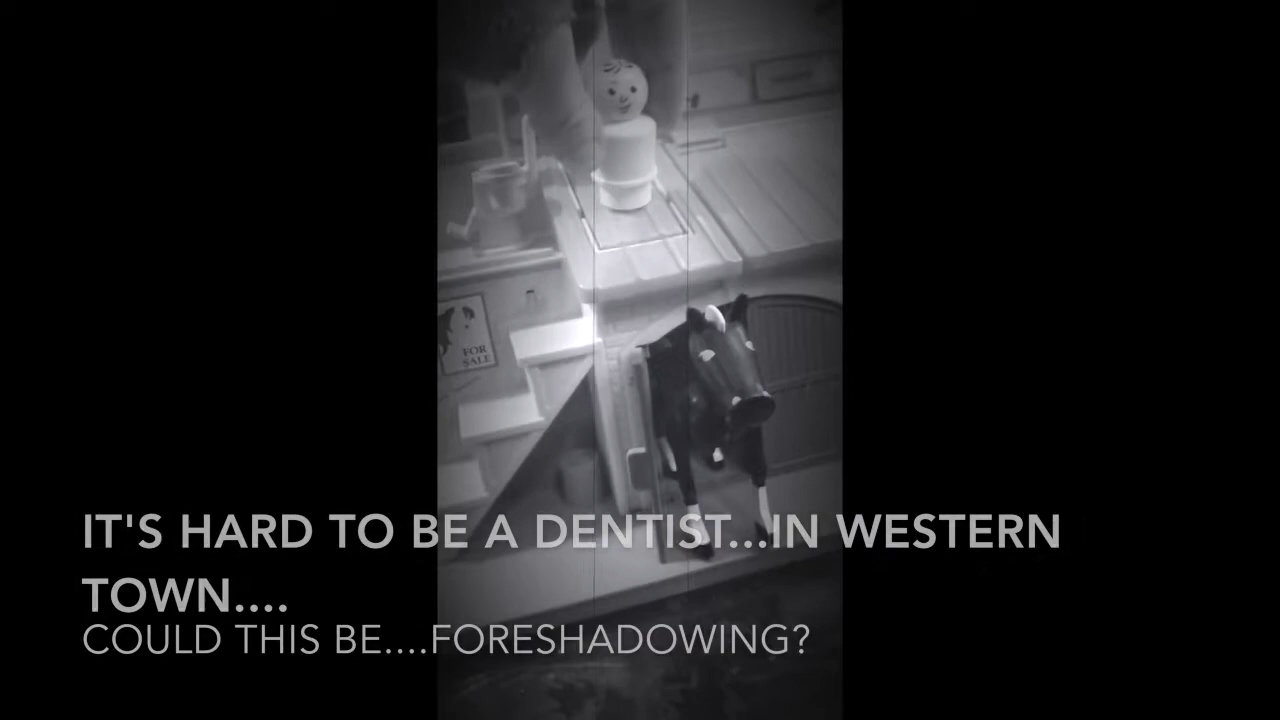 FOR
SALE
IT'S HARD TO BE A DENTIST...IN WESTERN
TOWN....
COULD THIS BE....FORESHADOWING?